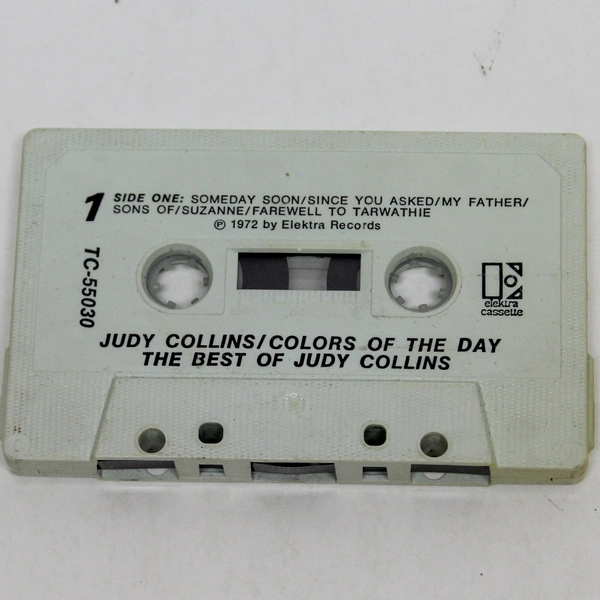 1
SIDE ONE: SOMEDAY SOON/SINCE YOU ASKED/MY FATHER/
SONS OF/SUZANNE/FAREWELL TO TARWATHIE
℗ 1972 by Elektra Records
TC-55030
elektra
cassette
JUDY COLLINS/COLORS OF THE DAY
THE BEST OF JUDY COLLINS